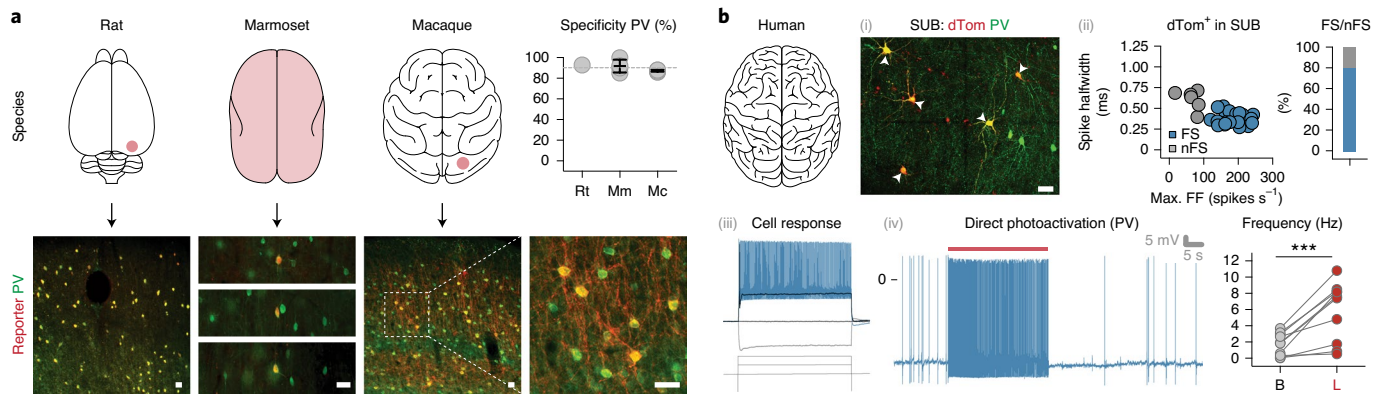 a
Rat
Marmoset
Macaque
Specificity PV (%)
Species
100
80
60
40
20
0
Rt
Mm
Mc
Reporter PV
b
Human
(i)
SUB: dTom PV
(ii)
dTom⁺ in SUB
Spike halfwidth
(ms)
1.25
1.00
0.75
0.50
0.25
0
FS
nFS
0
100
200
300
Max. FF (spikes s⁻¹)
FS/nFS
(%)
100
80
60
40
20
0
(iii)
Cell response
(iv)
Direct photoactivation (PV)
0
5 mV
5 s
Frequency (Hz)
***
12
10
8
6
4
2
0
B
L